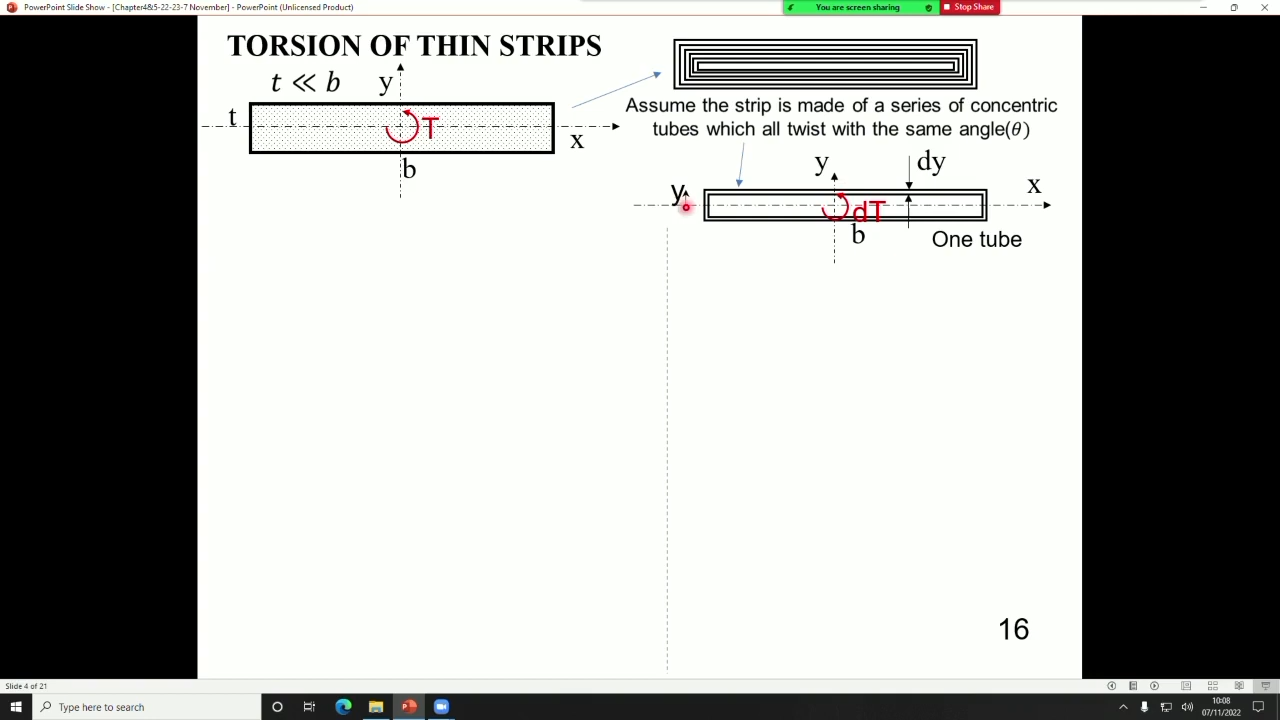 PowerPoint Slide Show - [Chapter4&5-22-23-7 November] - PowerPoint (Unlicensed Product)
You are screen sharing
Stop Share
TORSION OF THIN STRIPS
t ≪ b
y
t
T
x
b
Assume the strip is made of a series of concentric
tubes which all twist with the same angle(θ)
y
dy
x
y
dT
b
One tube
16
Slide 4 of 21
Type here to search
10:08
07/11/2022